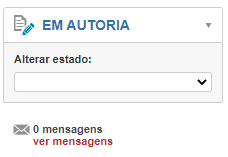 EM AUTORIA
Alterar estado:
0 mensagens
ver mensagens